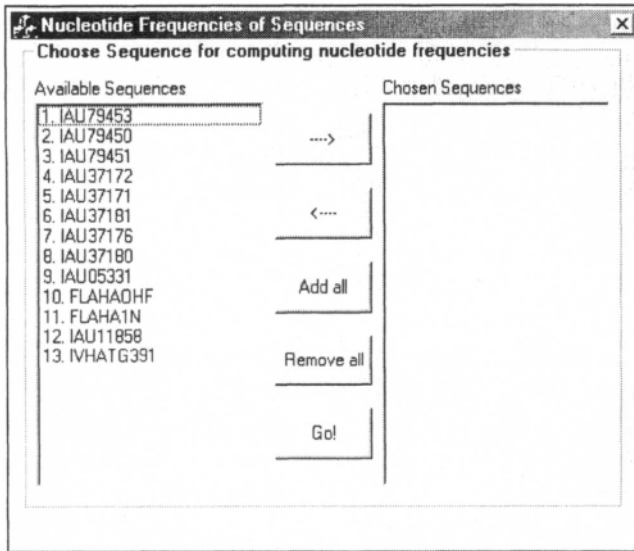 Nucleotide Frequencies of Sequences
Choose Sequence for computing nucleotide frequencies
Available Sequences
Chosen Sequences
1. IAU79453
2. IAU79450
3. IAU79451
4. IAU37172
5. IAU37171
6. IAU37181
7. IAU37176
8. IAU37180
9. IAU05331
10. FLAHA0HF
11. FLAHA1N
12. IAU11858
13. IVHATG391
---->
<----
Add all
Remove all
Go!